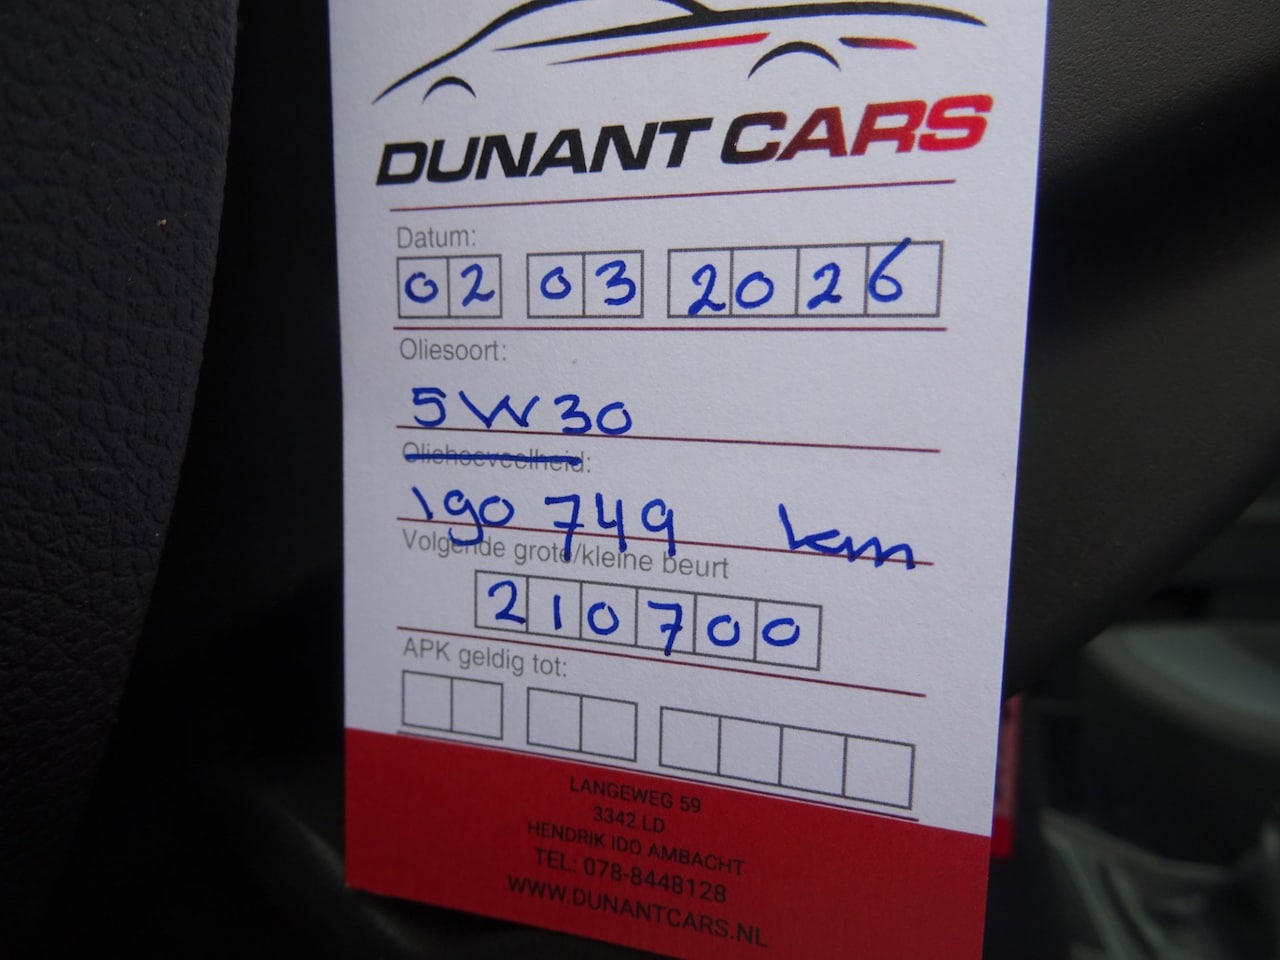 DUNANT CARS
Datum:
02 03 2026
Oliesoort:
5W30
Oliehoeveelheid:
190 749 km
Volgende grote/kleine beurt
210700
APK geldig tot:
LANGEWEG 59
3342 LD
HENDRIK IDO AMBACHT
TEL: 078-8448128
WWW.DUNANTCARS.NL